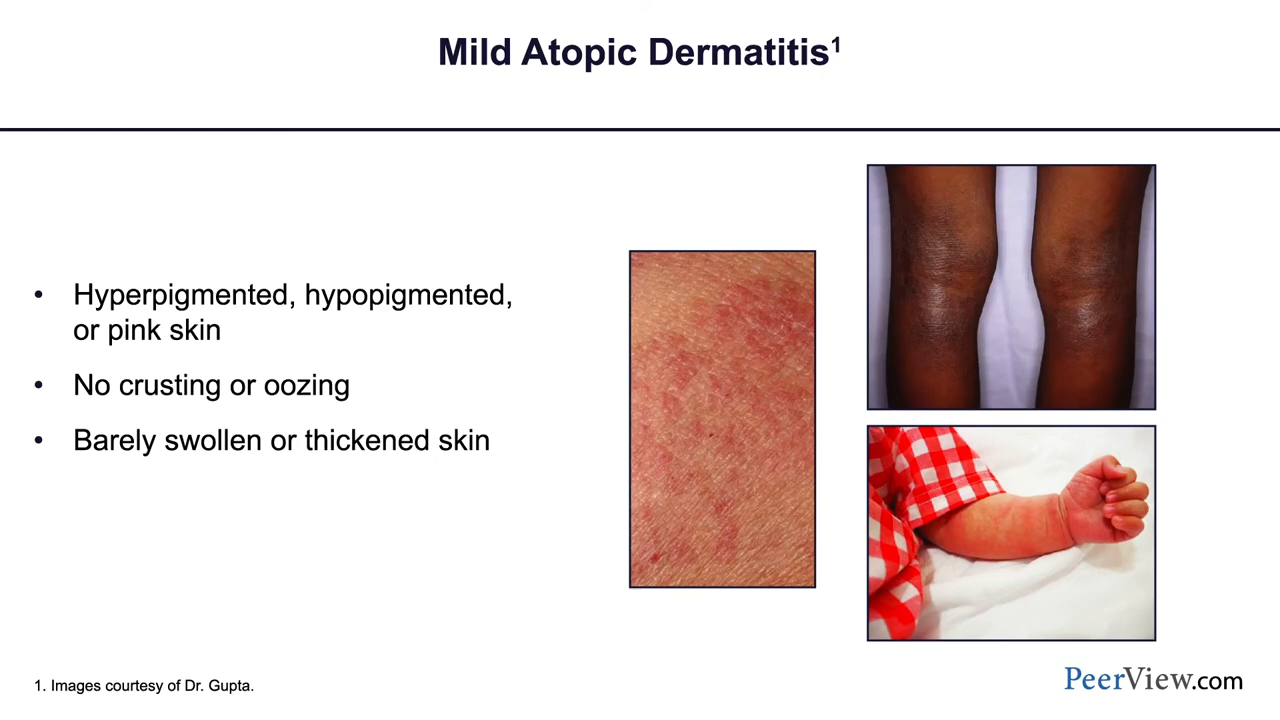 Mild Atopic Dermatitis¹
• Hyperpigmented, hypopigmented,
or pink skin
• No crusting or oozing
• Barely swollen or thickened skin
1. Images courtesy of Dr. Gupta.
PeerView.com